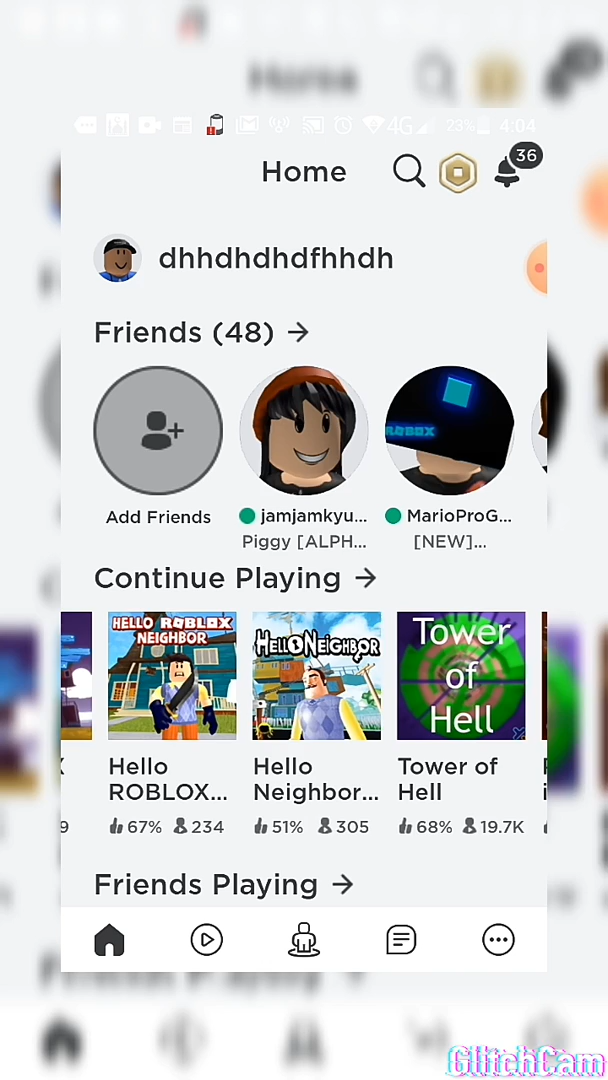 4G 23% 4:04
Home
36
dhhdhdhdfhhdh
Friends (48) →
Add Friends
jamjamkyu...
MarioProG...
Piggy [ALPH...
[NEW]...
Continue Playing →
HELLO ROBLOX
NEIGHBOR
HELLO NEIGHBOR
Tower
of
Hell
Hello
ROBLOX...
Hello
Neighbor...
Tower of
Hell
9
67% 234
51% 305
68% 19.7K
Friends Playing →
ROBLOX
GlitchCam